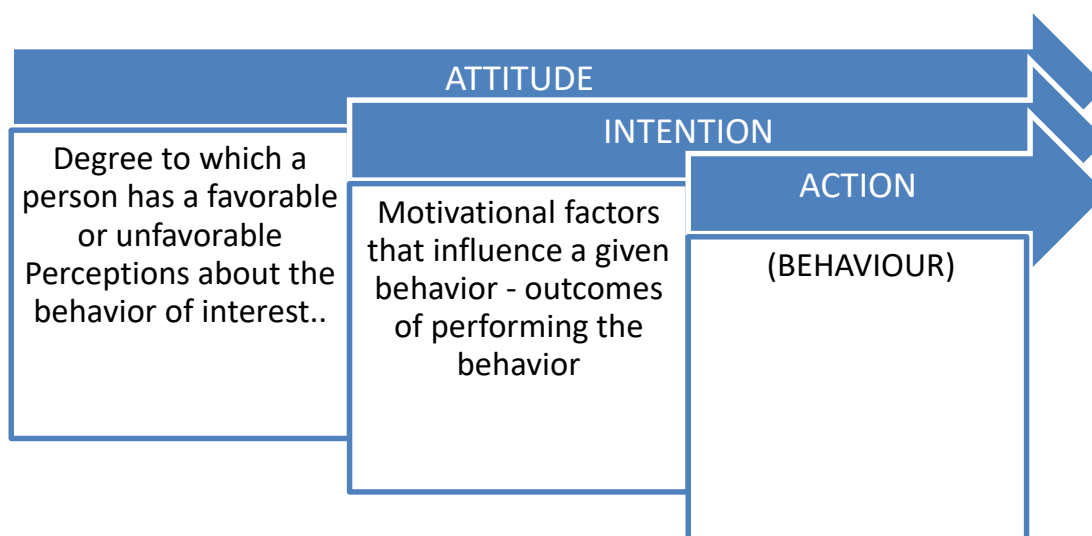 ATTITUDE
Degree to which a
person has a favorable
or unfavorable
Perceptions about the
behavior of interest..
INTENTION
Motivational factors
that influence a given
behavior - outcomes
of performing the
behavior
ACTION
(BEHAVIOUR)